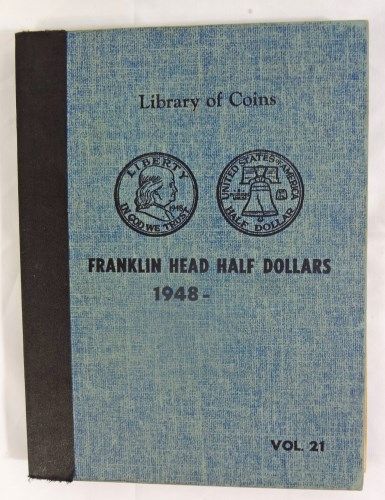 Library of Coins
LIBERTY
IN GOD WE TRUST
UNITED STATES OF AMERICA
HALF DOLLAR
FRANKLIN HEAD HALF DOLLARS
1948-
VOL. 21